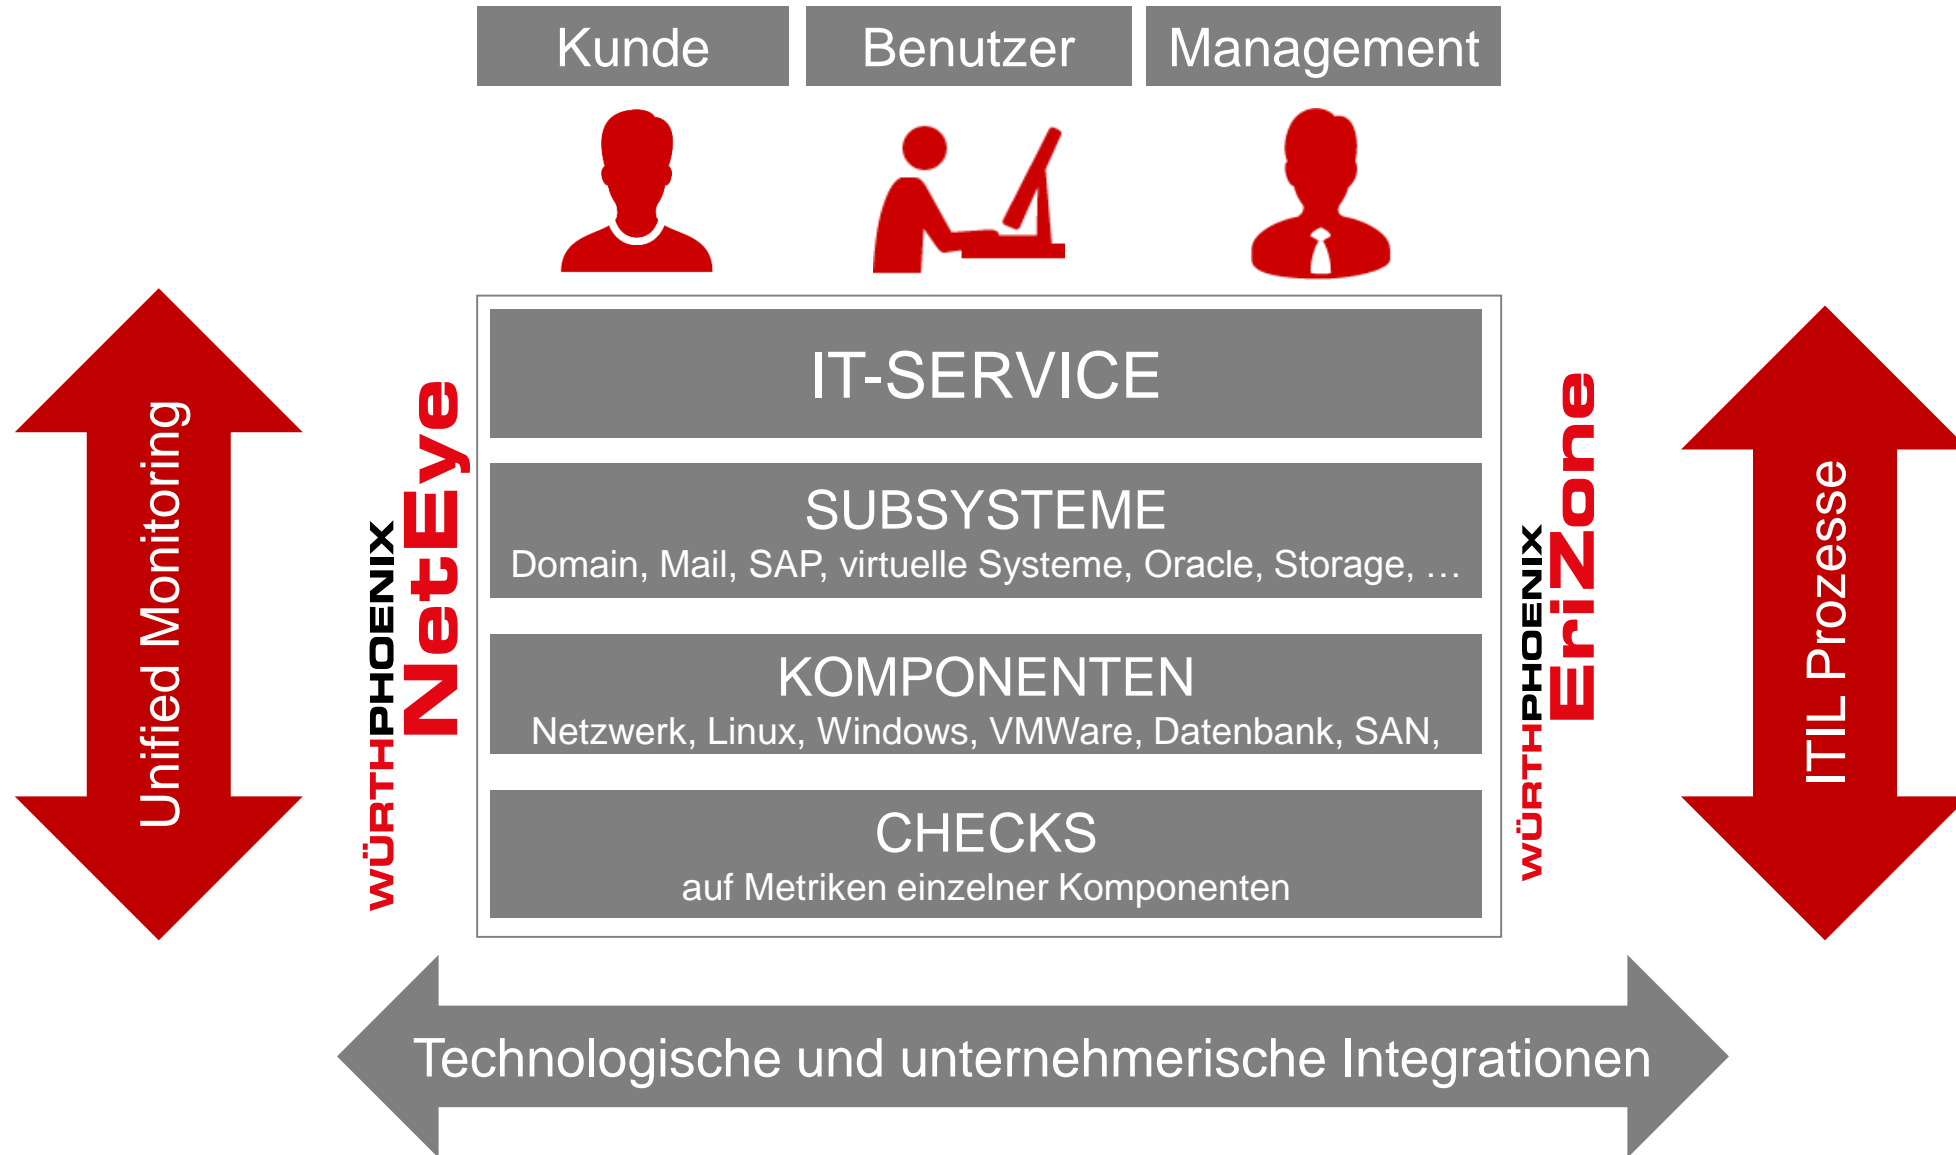 Kunde
Benutzer
Management
Unified Monitoring
WÜRTHPHOENIX
NetEye
IT-SERVICE
SUBSYSTEME
Domain, Mail, SAP, virtuelle Systeme, Oracle, Storage, …
KOMPONENTEN
Netzwerk, Linux, Windows, VMWare, Datenbank, SAN,
CHECKS
auf Metriken einzelner Komponenten
WÜRTHPHOENIX
EriZone
ITIL Prozesse
Technologische und unternehmerische Integrationen